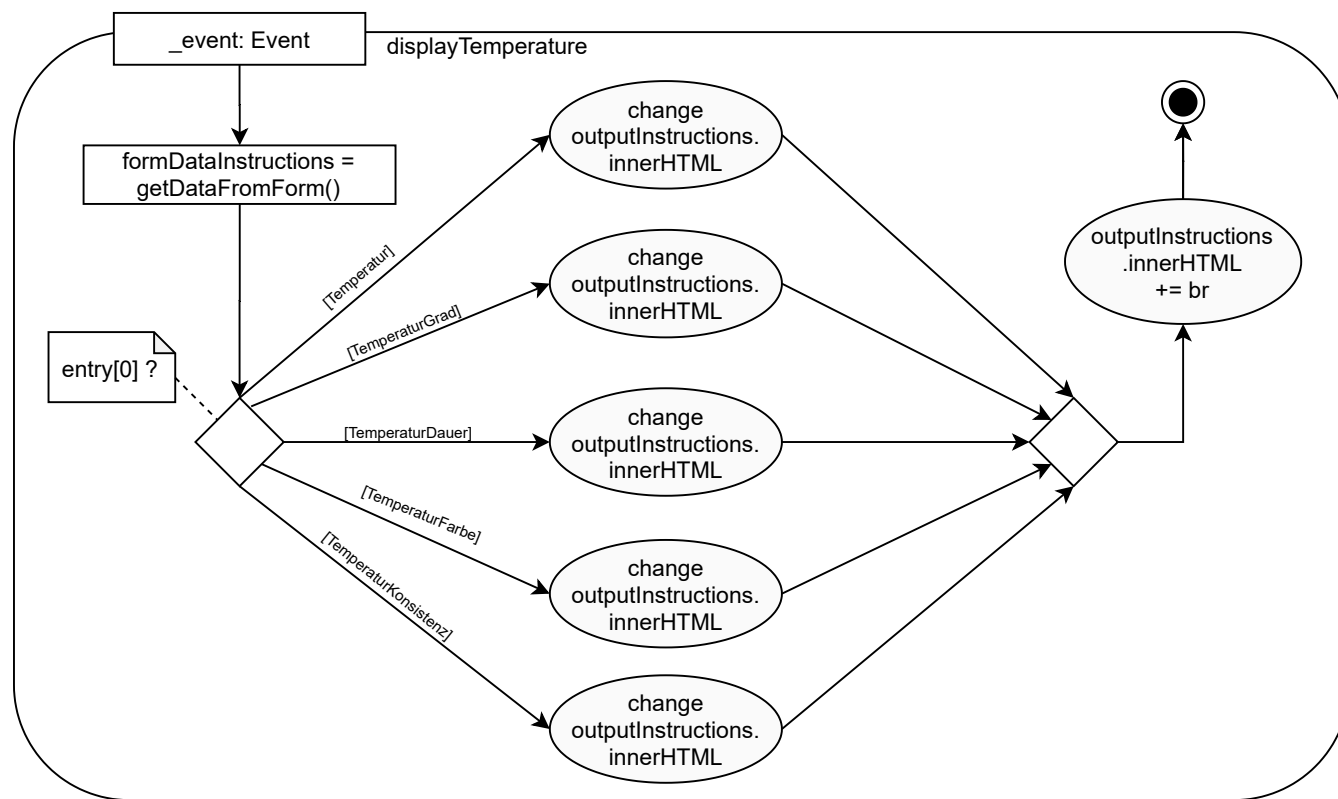 _event: Event
displayTemperature
formDataInstructions =
getDataFromForm()
entry[0] ?
[Temperatur]
[TemperaturGrad]
[TemperaturDauer]
[TemperaturFarbe]
[TemperaturKonsistenz]
change
outputInstructions.
innerHTML
change
outputInstructions.
innerHTML
change
outputInstructions.
innerHTML
change
outputInstructions.
innerHTML
change
outputInstructions.
innerHTML
outputInstructions
.innerHTML
+= br